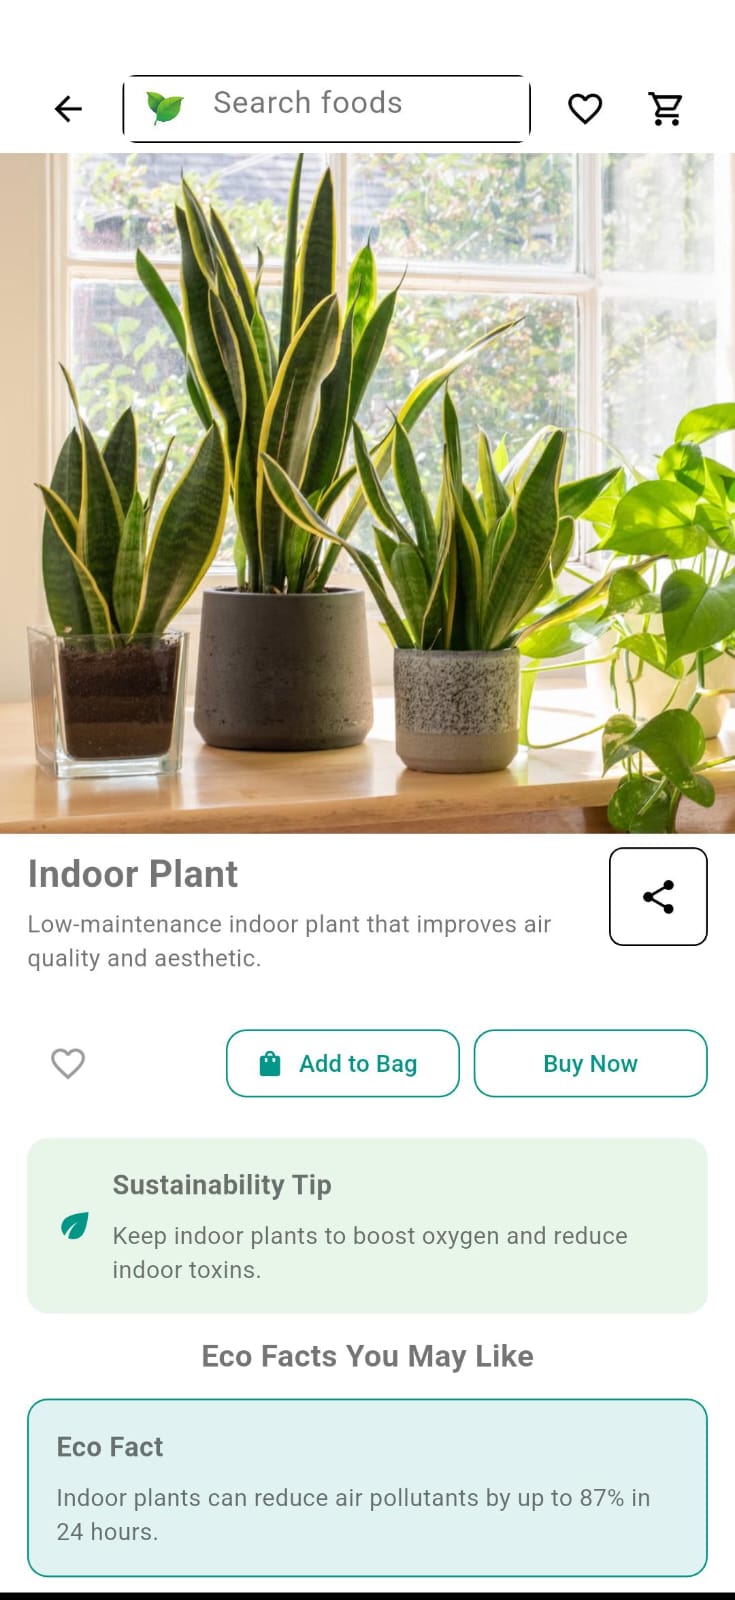 Search foods
Indoor Plant
Low-maintenance indoor plant that improves air
quality and aesthetic.
Add to Bag
Buy Now
Sustainability Tip
Keep indoor plants to boost oxygen and reduce
indoor toxins.
Eco Facts You May Like
Eco Fact
Indoor plants can reduce air pollutants by up to 87% in
24 hours.